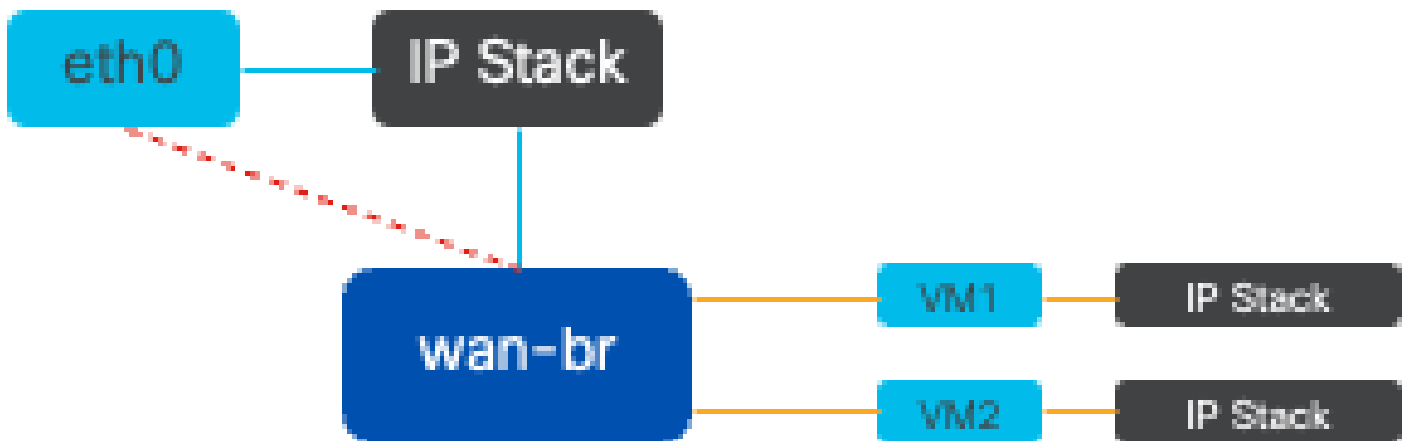 eth0
IP Stack
wan-br
VM1
IP Stack
VM2
IP Stack